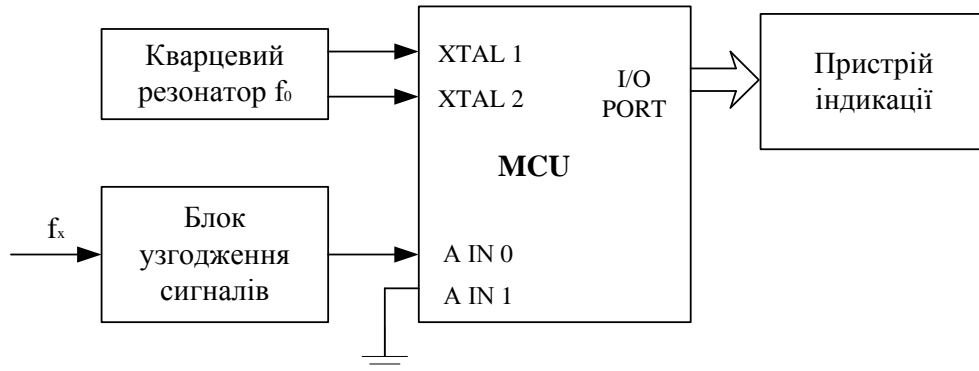 Кварцевий
резонатор f₀
XTAL 1
XTAL 2
I/O
PORT
MCU
Пристрій
індикації
fₓ
Блок
узгодження
сигналів
A IN 0
A IN 1